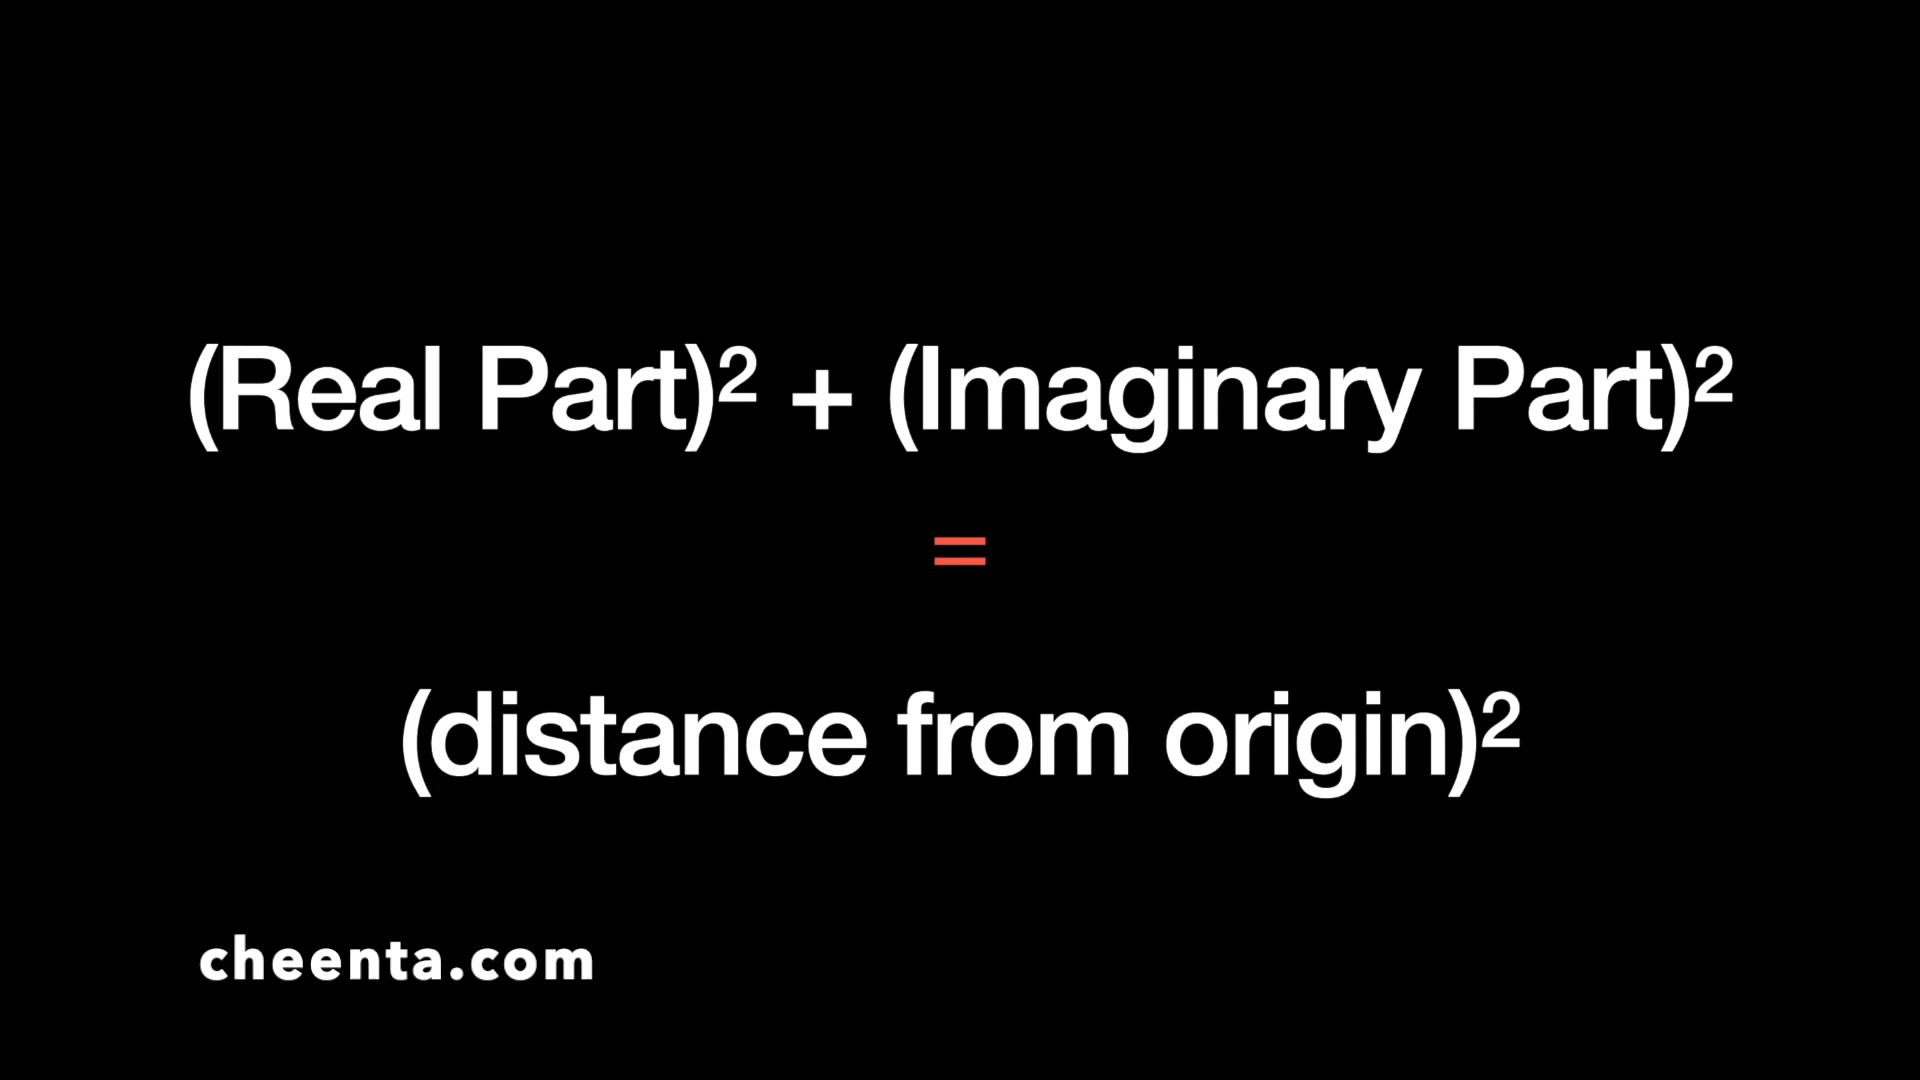 (Real Part)² + (Imaginary Part)²
=
(distance from origin)²
cheenta.com